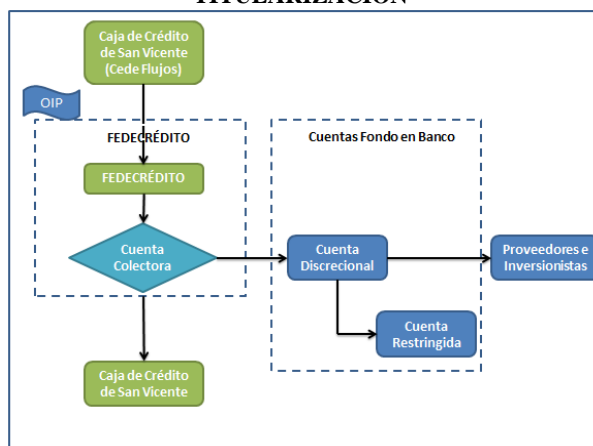 TITULARIZACIÓN
Caja de Crédito
de San Vicente
(Cede Flujos)
OIP
FEDECRÉDITO
Cuentas Fondo en Banco
FEDECRÉDITO
Cuenta
Colectora
Cuenta
Discrecional
Proveedores e
Inversionistas
Cuenta
Restringida
Caja de Crédito
de San Vicente